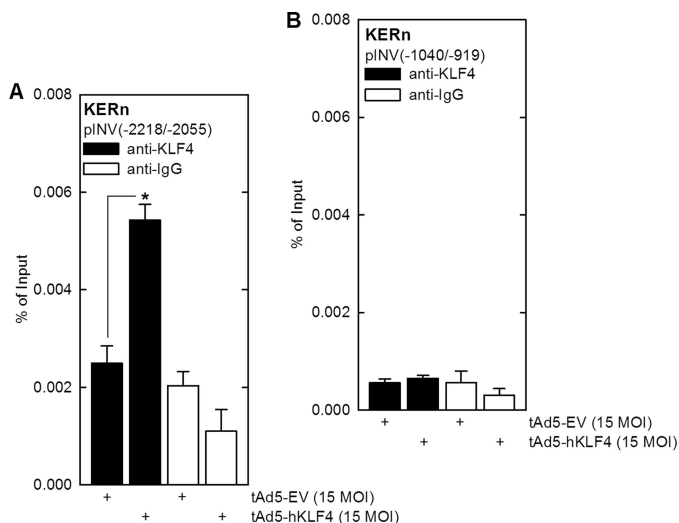 A
0.008
0.006
0.004
0.002
0.000
% of Input
KERn
pINV(-2218/-2055)
anti-KLF4
anti-IgG
*
+ + tAd5-EV (15 MOI)
+ + tAd5-hKLF4 (15 MOI)
B
0.008
0.006
0.004
0.002
0.000
% of Input
KERn
pINV(-1040/-919)
anti-KLF4
anti-IgG
+ + tAd5-EV (15 MOI)
+ + tAd5-hKLF4 (15 MOI)